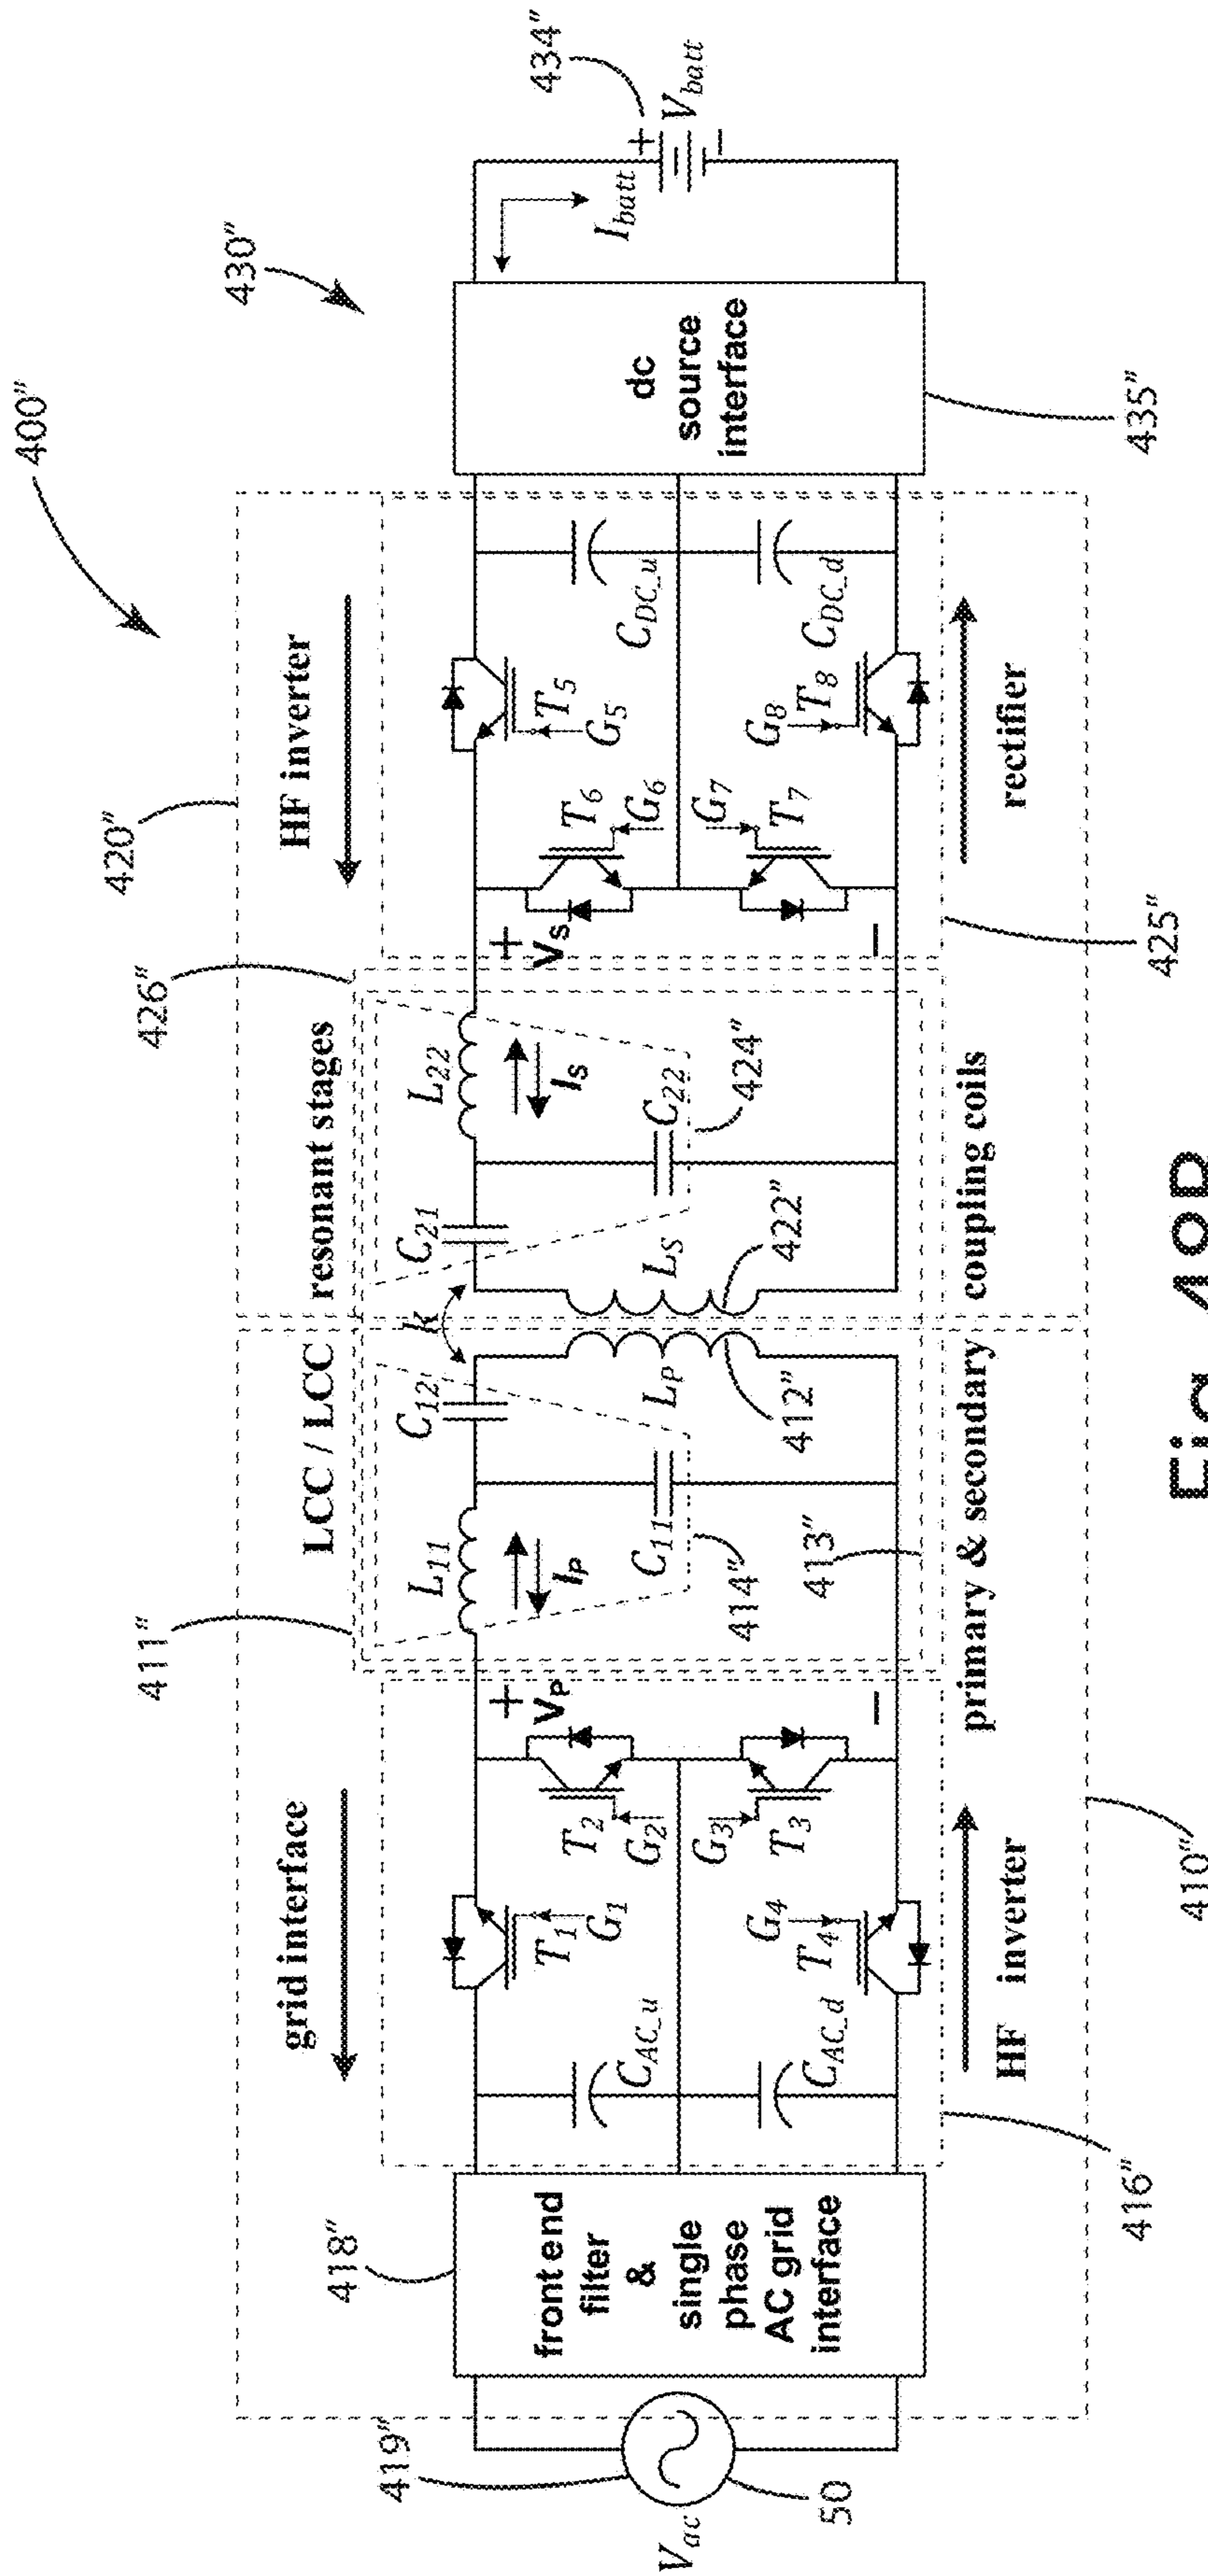 400"
430"
434"
420"
426"
411"
418"
419"
HF inverter
LCC / LCC resonant stages
grid interface
V_ac
50
front end
filter
&
single
phase
AC grid
interface
C_AC_u
C_AC_d
T_1
G_1
T_2
G_2
G_3
T_3
G_4
T_4
+
V_P
−
L_11
I_P
C_11
C_12
k
L_P
L_S
C_21
C_22
L_22
I_S
+
V_S
−
T_6
G_6
G_7
T_7
T_5
G_5
G_8
T_8
C_DC_u
C_DC_d
dc
source
interface
I_batt
+
V_batt
−
414"
413"
412"
422"
424"
HF inverter
primary & secondary coupling coils
rectifier
416"
410"
425"
435"